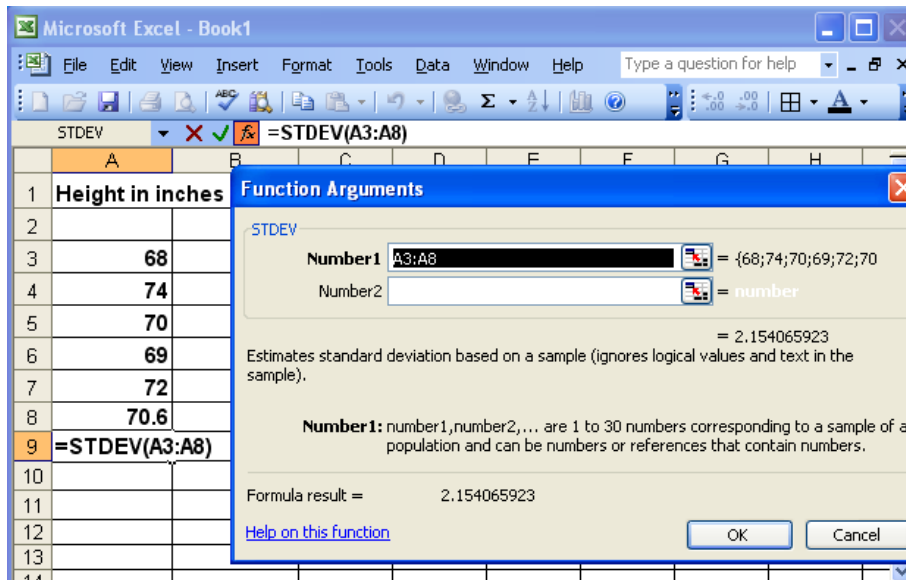 Microsoft Excel - Book1
File Edit View Insert Format Tools Data Window Help Type a question for help
STDEV =STDEV(A3:A8)
A B C D E F G H
1 Height in inches
2
3 68
4 74
5 70
6 69
7 72
8 70.6
9 =STDEV(A3:A8)
10
11
12
13
14
Function Arguments
STDEV
Number1 A3:A8 = {68;74;70;69;72;70
Number2 = number
= 2.154065923
Estimates standard deviation based on a sample (ignores logical values and text in the
sample).
Number1: number1,number2,... are 1 to 30 numbers corresponding to a sample of a
population and can be numbers or references that contain numbers.
Formula result = 2.154065923
Help on this function OK Cancel